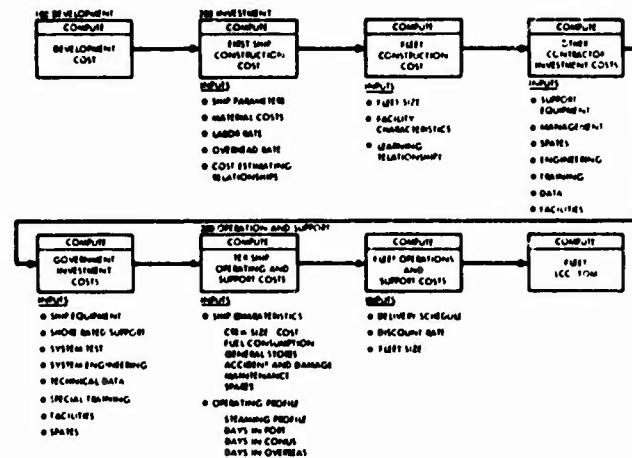 100 DEVELOPMENT
COMPUTE
DEVELOPMENT
COST
200 INVESTMENT
COMPUTE
FIRST SHIP
CONSTRUCTION
COST
INPUTS
• SHIP PARAMETERS
• MATERIAL COSTS
• LABOR RATE
• OVERHEAD RATE
• COST ESTIMATING
RELATIONSHIPS
COMPUTE
FLEET
CONSTRUCTION
COST
INPUTS
• FLEET SIZE
• FACILITY
CHARACTERISTICS
• LEARNING
RELATIONSHIPS
COMPUTE
OTHER
CONTRACTOR
INVESTMENT COSTS
INPUTS
• SUPPORT
EQUIPMENT
• MANAGEMENT
• SPARES
• ENGINEERING
• TRAINING
• DATA
• FACILITIES
COMPUTE
GOVERNMENT
INVESTMENT
COSTS
INPUTS
• SHIP EQUIPMENT
• SHORE BASED SUPPORT
• SYSTEM TEST
• SYSTEM ENGINEERING
• TECHNICAL DATA
• SPECIAL TRAINING
• FACILITIES
• SPARES
300 OPERATION AND SUPPORT
COMPUTE
PER SHIP
OPERATING AND
SUPPORT COSTS
INPUTS
• SHIP CHARATERISTICS
CREW SIZE COST
FUEL CONSUMPTION
GENERAL STORES
ACCIDENT AND DAMAGE
MAINTENANCE
SPARES
• OPERATING PROFILE
STEAMING PROFILE
DAYS IN PORT
DAYS IN CONUS
DAYS IN OVERSEAS
COMPUTE
FLEET OPERATIONS
AND
SUPPORT COSTS
INPUTS
• DELIVERY SCHEDULE
• DISCOUNT RATE
• FLEET SIZE
COMPUTE
FLEET
LCC